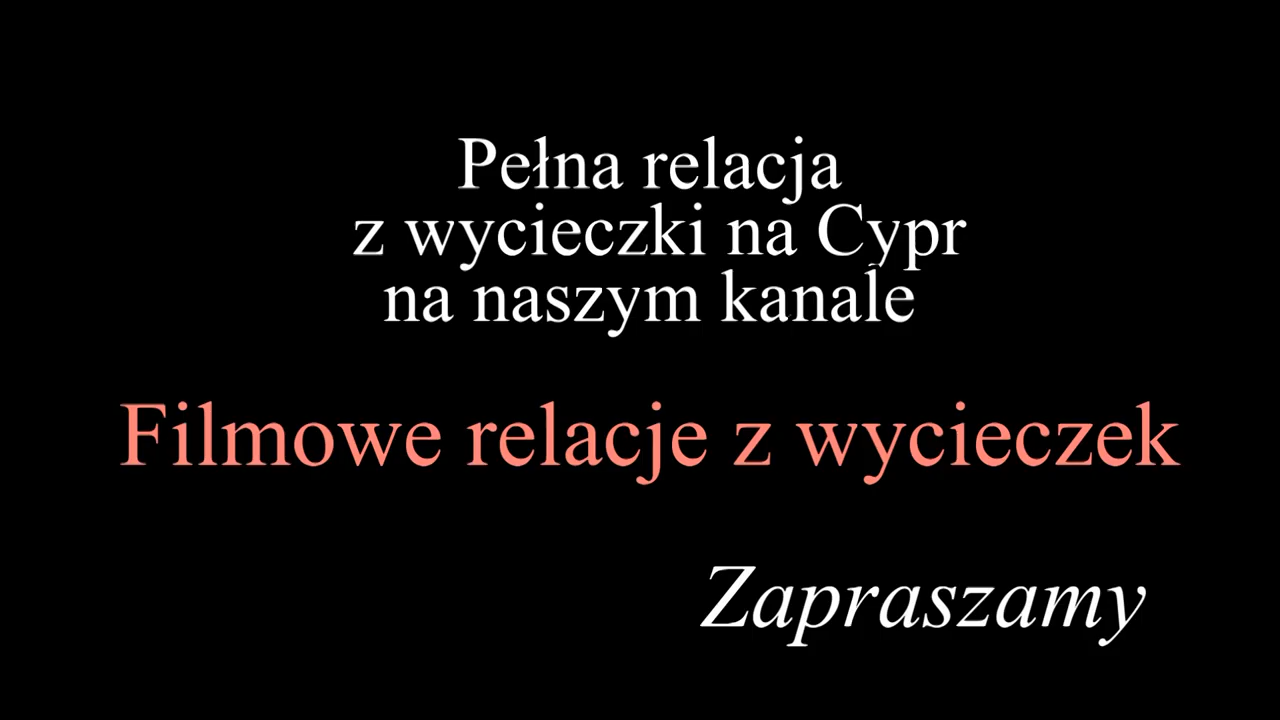 Pełna relacja
z wycieczki na Cypr
na naszym kanale
Filmowe relacje z wycieczek
Zapraszamy